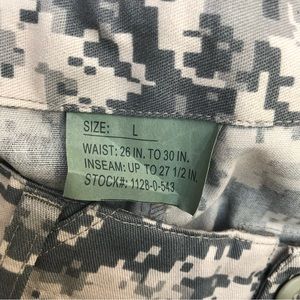 SIZE: L
WAIST: 26 IN. TO 30 IN.
INSEAM: UP TO 27 1/2 IN.
STOCK#: 1128-0-543